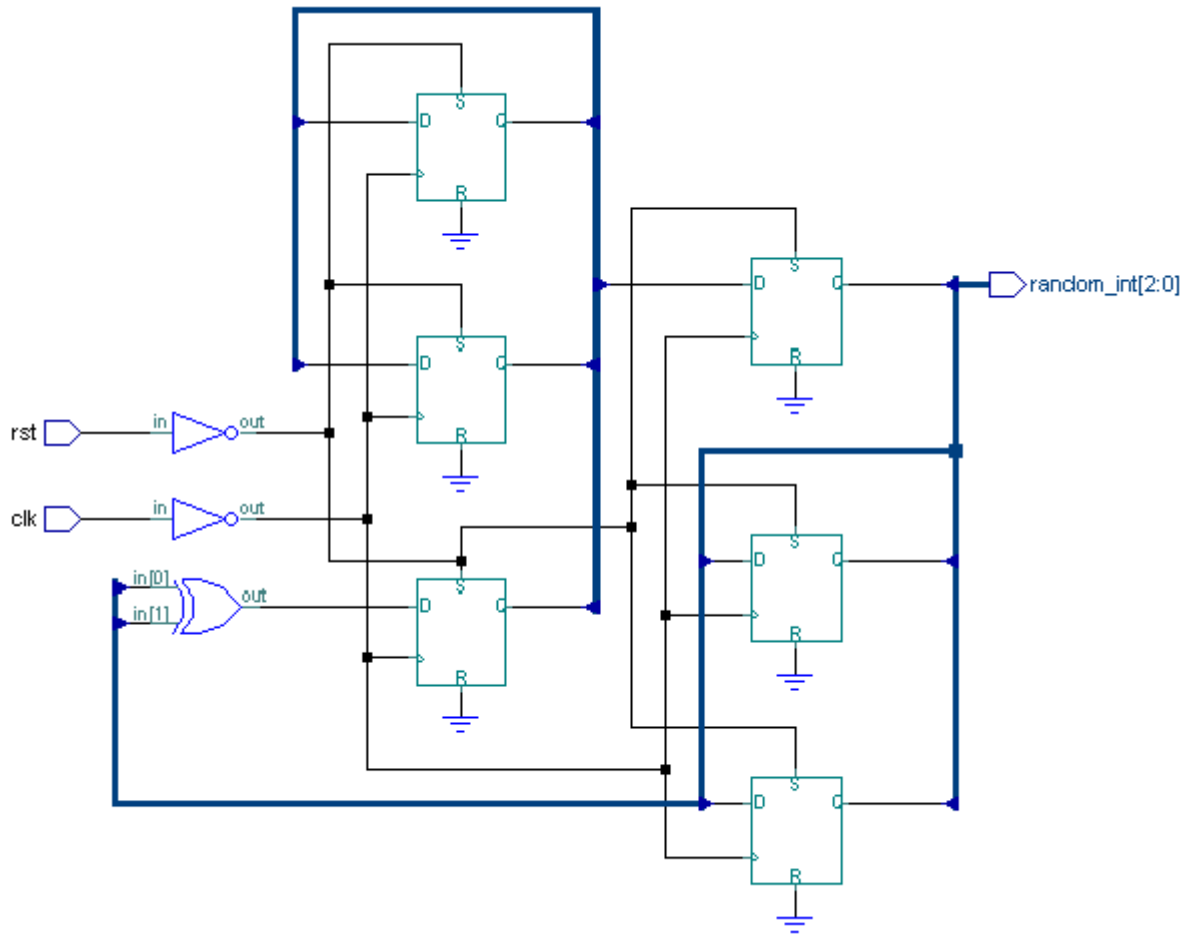 S
D Q
R
S
D Q
R
S
D Q
R
S
D Q
R
S
D Q
R
S
D Q
R
random_int[2:0]
rst
in out
clk
in out
in[0]
in[1]
out